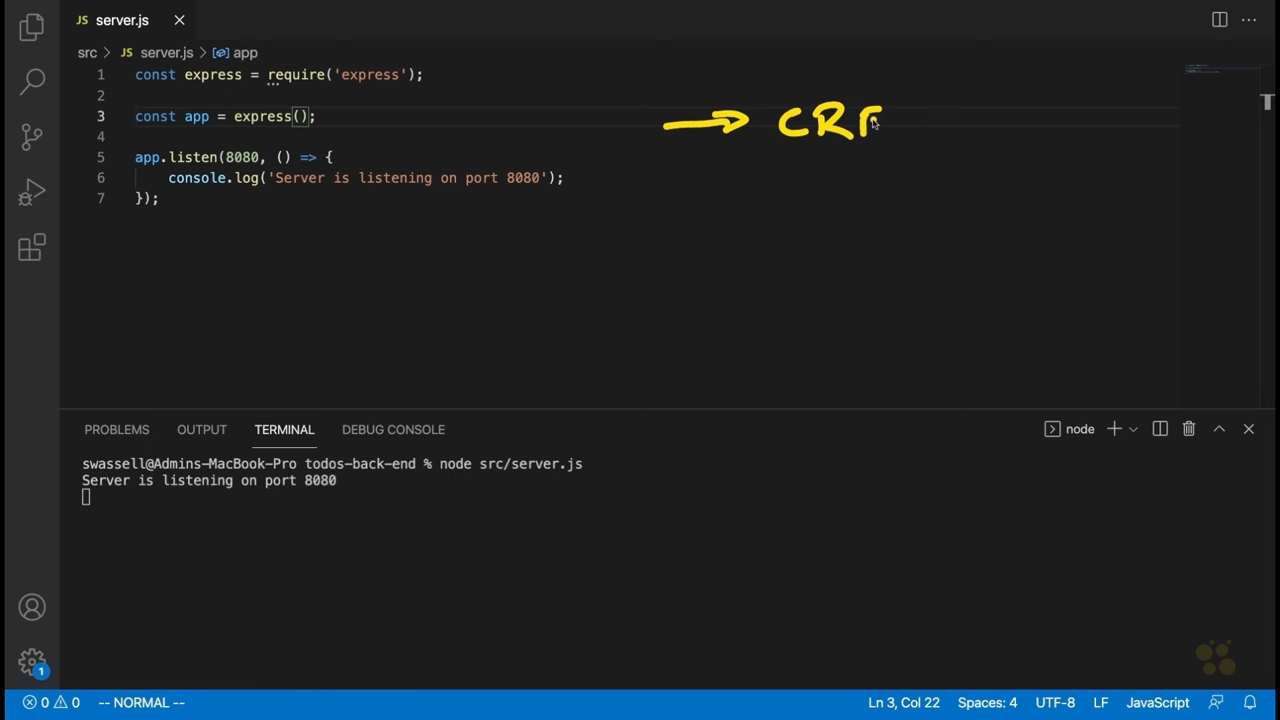 JS server.js
src > JS server.js > app
1 const express = require('express');
2
3 const app = express();
4
5 app.listen(8080, () => {
6 console.log('Server is listening on port 8080');
7 });
CRF
PROBLEMS OUTPUT TERMINAL DEBUG CONSOLE node
swassell@Admins-MacBook-Pro todos-back-end % node src/server.js
Server is listening on port 8080
1
0 0 -- NORMAL -- Ln 3, Col 22 Spaces: 4 UTF-8 LF JavaScript